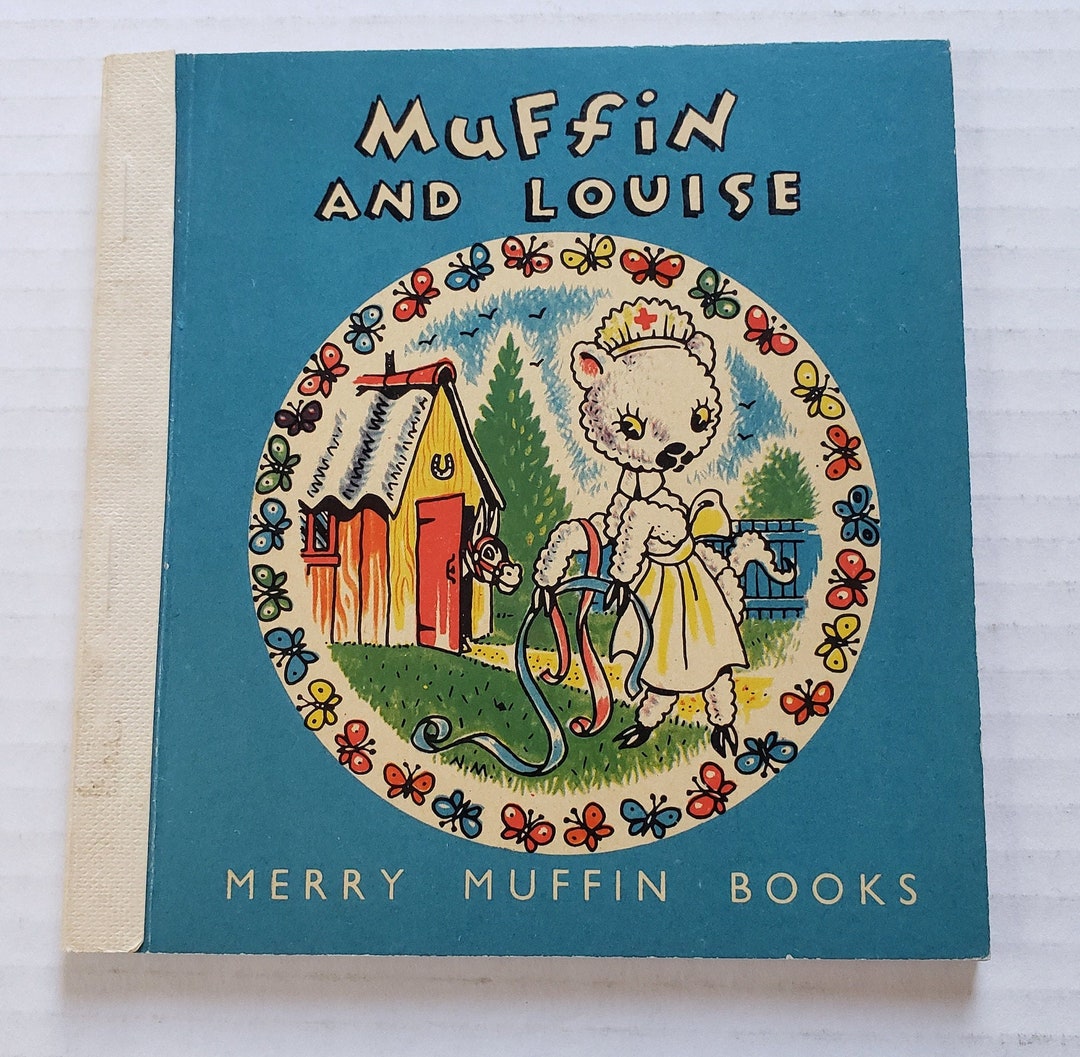 MuFfiN
AND LOUISE
N.M.
MERRY MUFFIN BOOKS